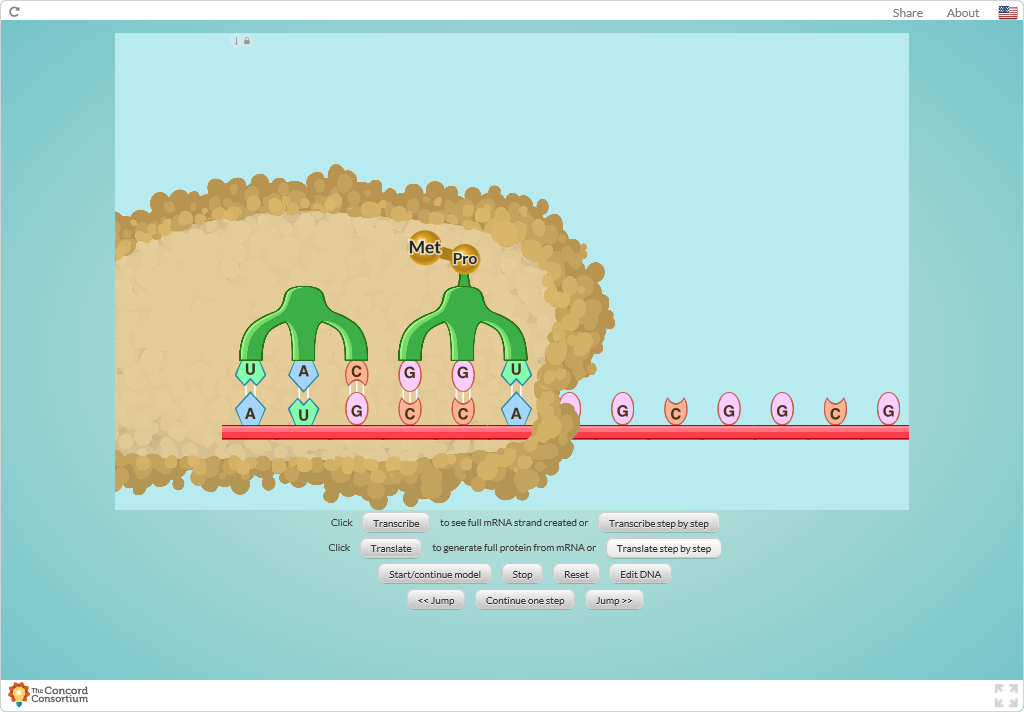 Share About
Met
Pro
U A C G G U
A U G C C A G C G G C G
Click Transcribe to see full mRNA strand created or Transcribe step by step
Click Translate to generate full protein from mRNA or Translate step by step
Start/continue model Stop Reset Edit DNA
<< Jump Continue one step Jump >>
The Concord
Consortium